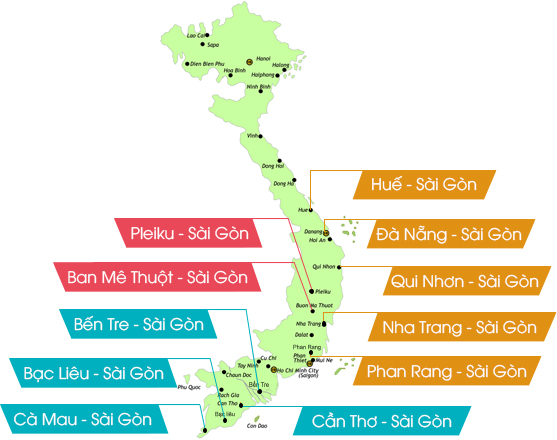 Lao Cai
Sapa
Hanoi
Dien Bien Phu
Halong
Hoa Binh
Haiphong
Ninh Binh
Vinh
Dong Hoi
Dong Ha
Huế - Sài Gòn
Hue
Pleiku - Sài Gòn
Danang
Đà Nẵng - Sài Gòn
Hoi An
Ban Mê Thuột - Sài Gòn
Qui Nhon
Qui Nhơn - Sài Gòn
Pleiku
Buon Ma Thuot
Bến Tre - Sài Gòn
Nha Trang
Nha Trang - Sài Gòn
Dalat
Phan Rang
Cu Chi
Phan
Thiet
Mui Ne
Tay Ninh
Bạc Liêu - Sài Gòn
Chaun Doc
Ho Chi Minh City
(Saigon)
Phan Rang - Sài Gòn
Phu Quoc
Bến Tre
Rach Gia
Can Tho
Cà Mau - Sài Gòn
Bạc liêu
Con Dao
Cần Thơ - Sài Gòn